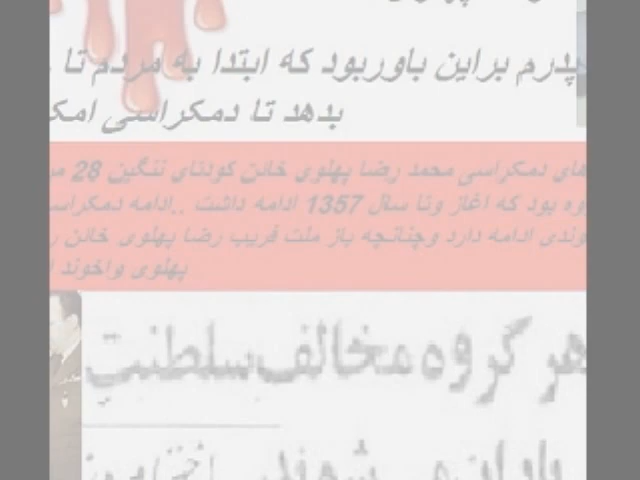 پدرم براین باوربود که ابتدا به مردم تا
بدهد تا دمکراسی امک
های دمکراسی محمد رضا پهلوی خائن کودتای ننگین 28 مر
وه بود که اغاز وتا سال 1357 ادامه داشت ..ادامه دمکراسی
وندی ادامه دارد وچنانچه باز ملت فریب رضا پهلوی خائن ر
پهلوی واخوند ا
هر گروه مخالف سلطنت